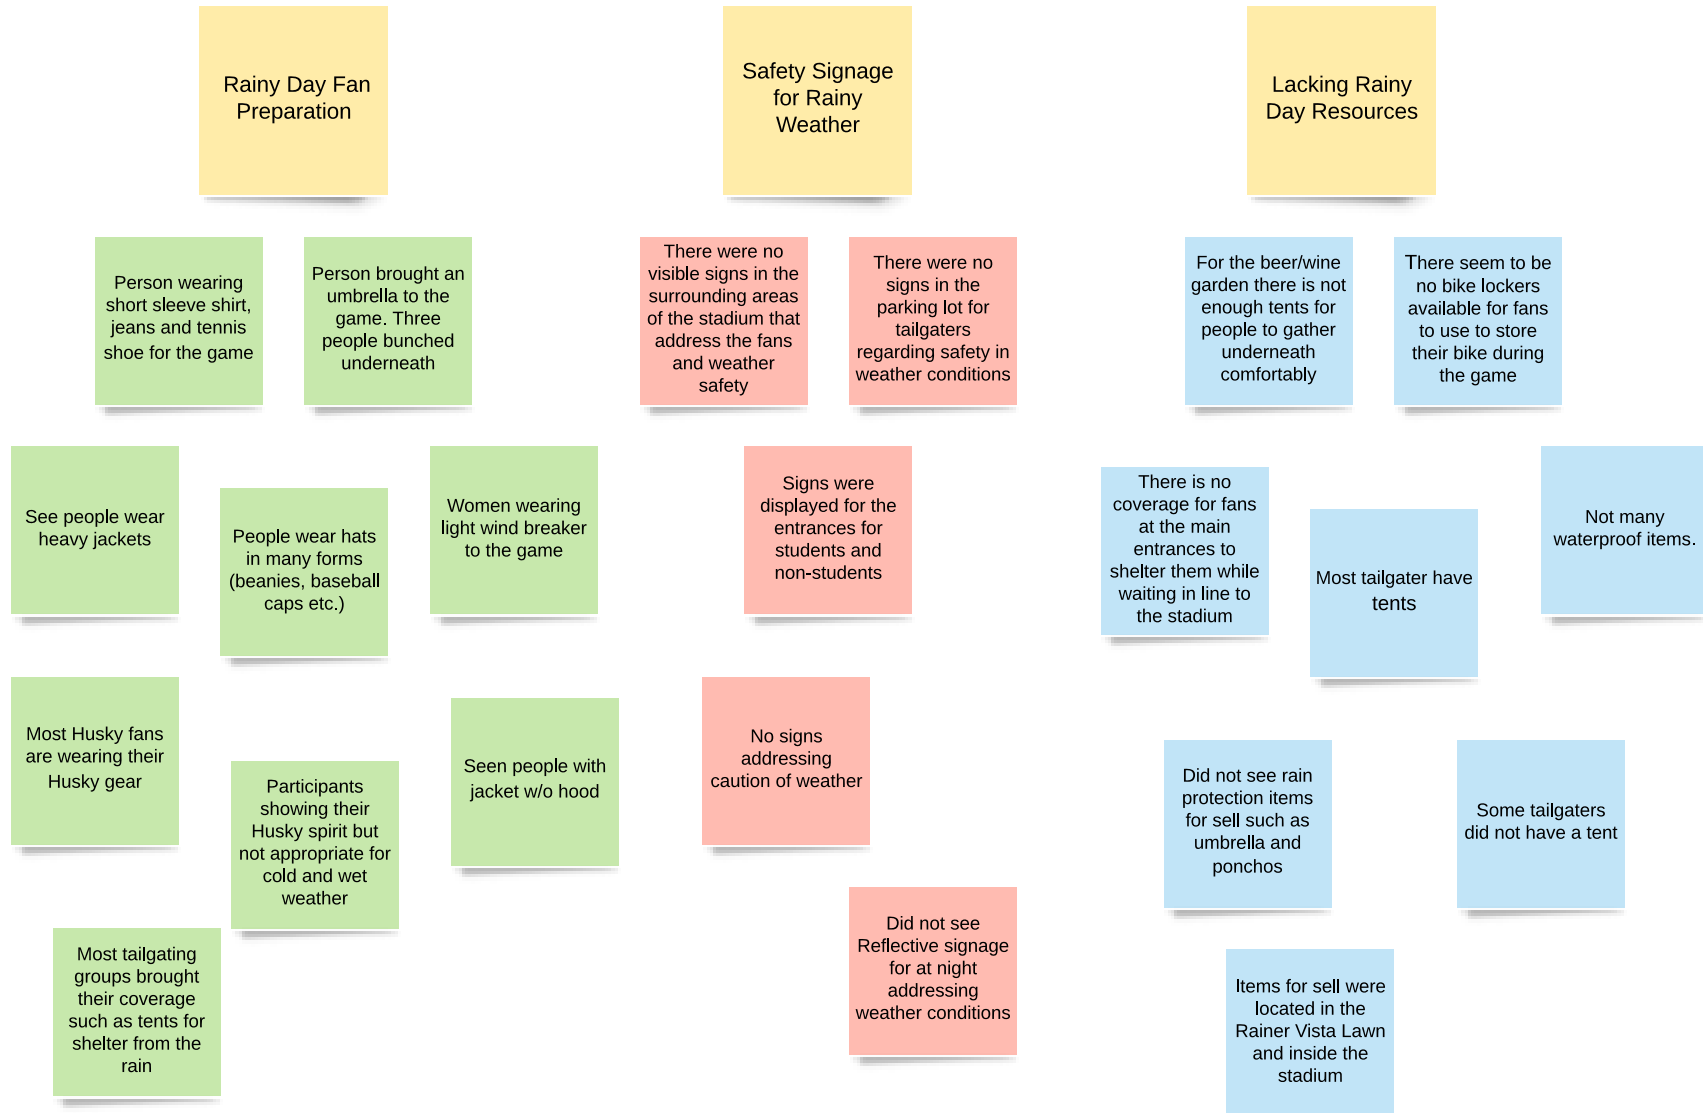 Rainy Day Fan
Preparation
Safety Signage
for Rainy
Weather
Lacking Rainy
Day Resources
Person wearing
short sleeve shirt,
jeans and tennis
shoe for the game
Person brought an
umbrella to the
game. Three
people bunched
underneath
There were no
visible signs in the
surrounding areas
of the stadium that
address the fans
and weather
safety
There were no
signs in the
parking lot for
tailgaters
regarding safety in
weather conditions
For the beer/wine
garden there is not
enough tents for
people to gather
underneath
comfortably
There seem to be
no bike lockers
available for fans
to use to store
their bike during
the game
See people wear
heavy jackets
People wear hats
in many forms
(beanies, baseball
caps etc.)
Women wearing
light wind breaker
to the game
Signs were
displayed for the
entrances for
students and
non-students
There is no
coverage for fans
at the main
entrances to
shelter them while
waiting in line to
the stadium
Most tailgater have
tents
Not many
waterproof items.
Most Husky fans
are wearing their
Husky gear
Participants
showing their
Husky spirit but
not appropriate for
cold and wet
weather
Seen people with
jacket w/o hood
No signs
addressing
caution of weather
Did not see rain
protection items
for sell such as
umbrella and
ponchos
Some tailgaters
did not have a tent
Most tailgating
groups brought
their coverage
such as tents for
shelter from the
rain
Did not see
Reflective signage
for at night
addressing
weather conditions
Items for sell were
located in the
Rainer Vista Lawn
and inside the
stadium